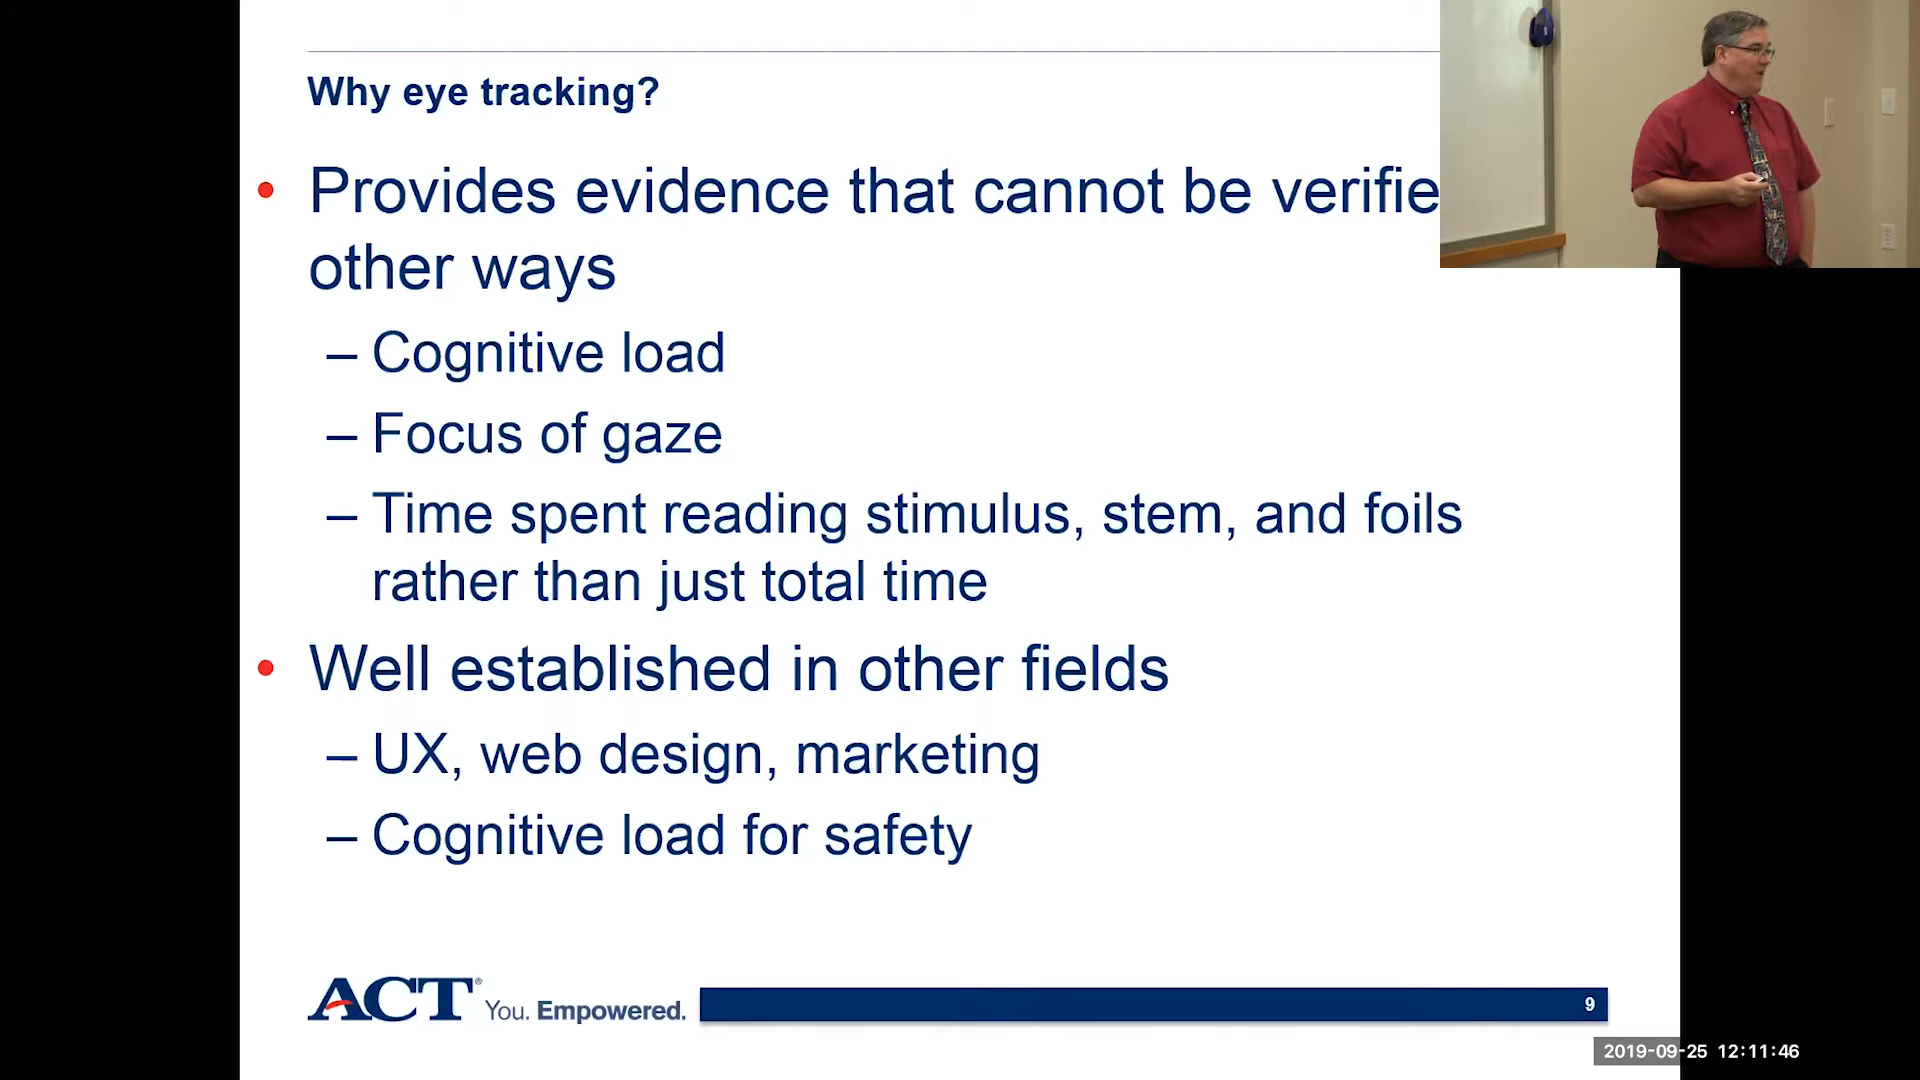 Why eye tracking?
• Provides evidence that cannot be verifie
other ways
– Cognitive load
– Focus of gaze
– Time spent reading stimulus, stem, and foils
rather than just total time
• Well established in other fields
– UX, web design, marketing
– Cognitive load for safety
ACT® You. Empowered.
9
2019-09-25 12:11:46